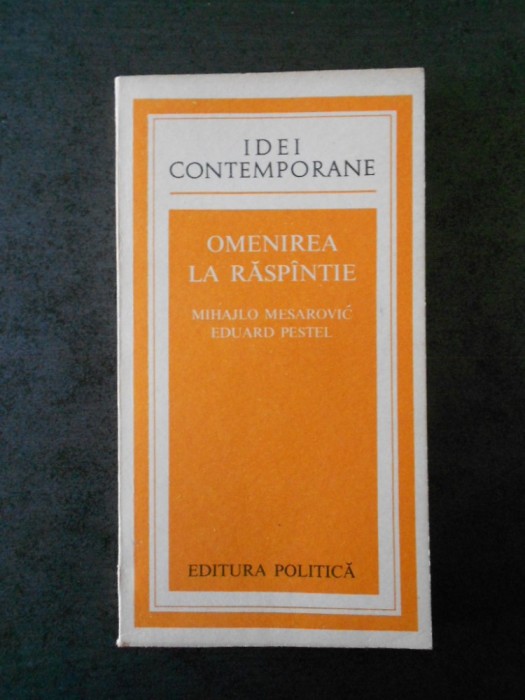 IDEI
CONTEMPORANE
OMENIREA
LA RĂSPÎNTIE
MIHAJLO MESAROVIĆ
EDUARD PESTEL
EDITURA POLITICĂ